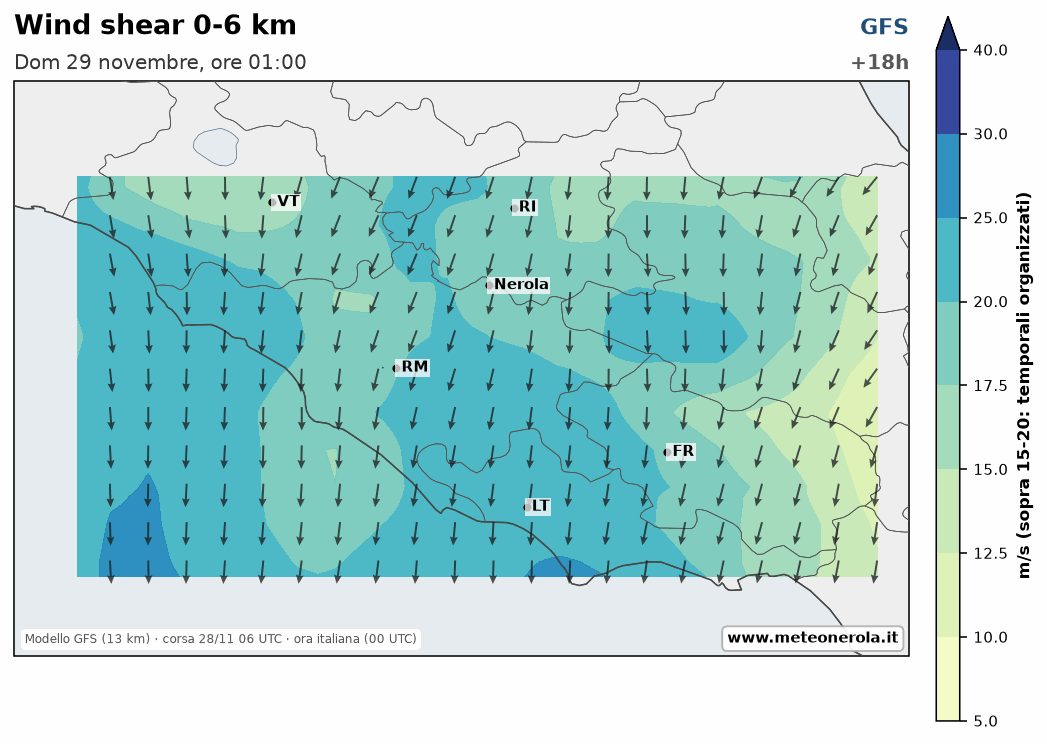 Wind shear 0-6 km
GFS
Dom 29 novembre, ore 01:00
+18h
VT
RI
Nerola
RM
FR
LT
Modello GFS (13 km) · corsa 28/11 06 UTC · ora italiana (00 UTC)
www.meteonerola.it
40.0
30.0
25.0
20.0
17.5
15.0
12.5
10.0
5.0
m/s (sopra 15-20: temporali organizzati)